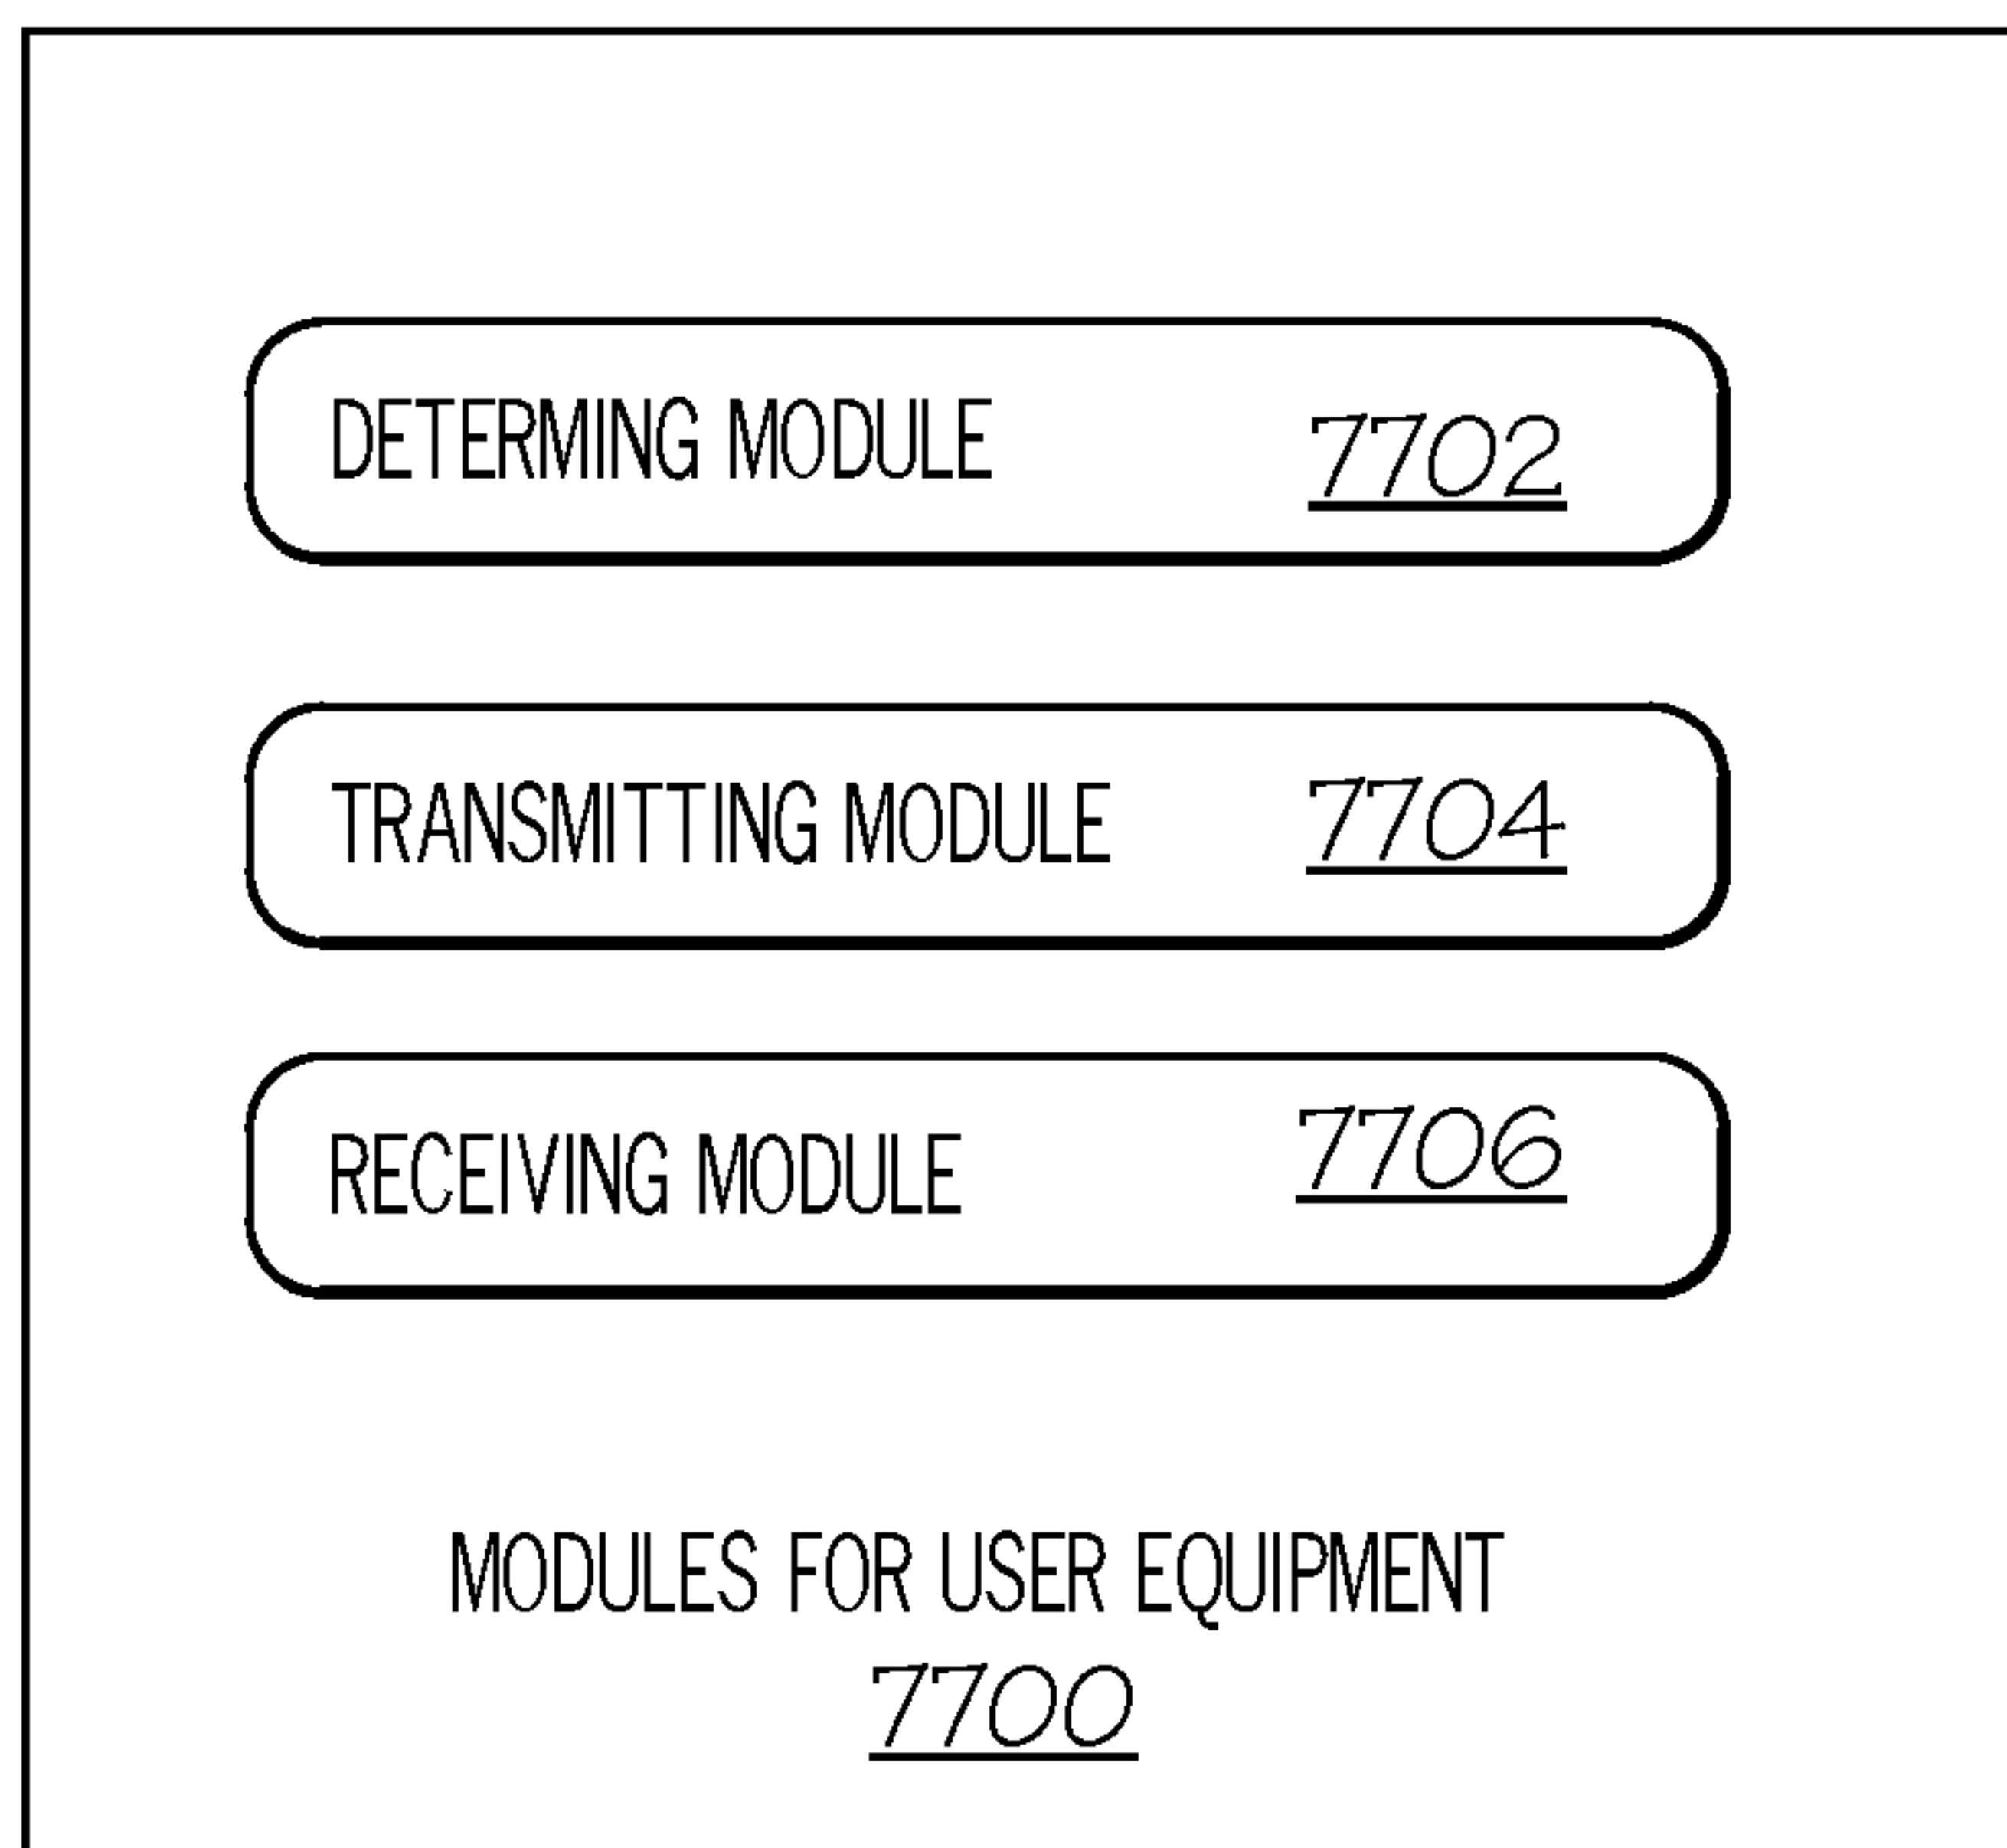 DETERMING MODULE 7702
TRANSMITTING MODULE 7704
RECEIVING MODULE 7706
MODULES FOR USER EQUIPMENT
7700